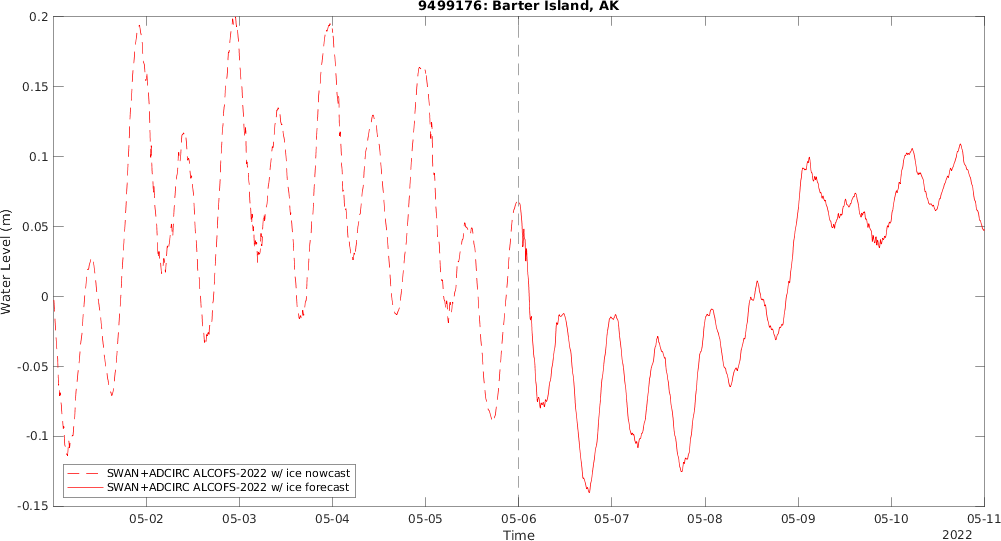 9499176: Barter Island, AK
0.2
0.15
0.1
0.05
0
-0.05
-0.1
-0.15
Water Level (m)
SWAN+ADCIRC ALCOFS-2022 w/ ice nowcast
SWAN+ADCIRC ALCOFS-2022 w/ ice forecast
05-02 05-03 05-04 05-05 05-06 05-07 05-08 05-09 05-10 05-11
Time
2022